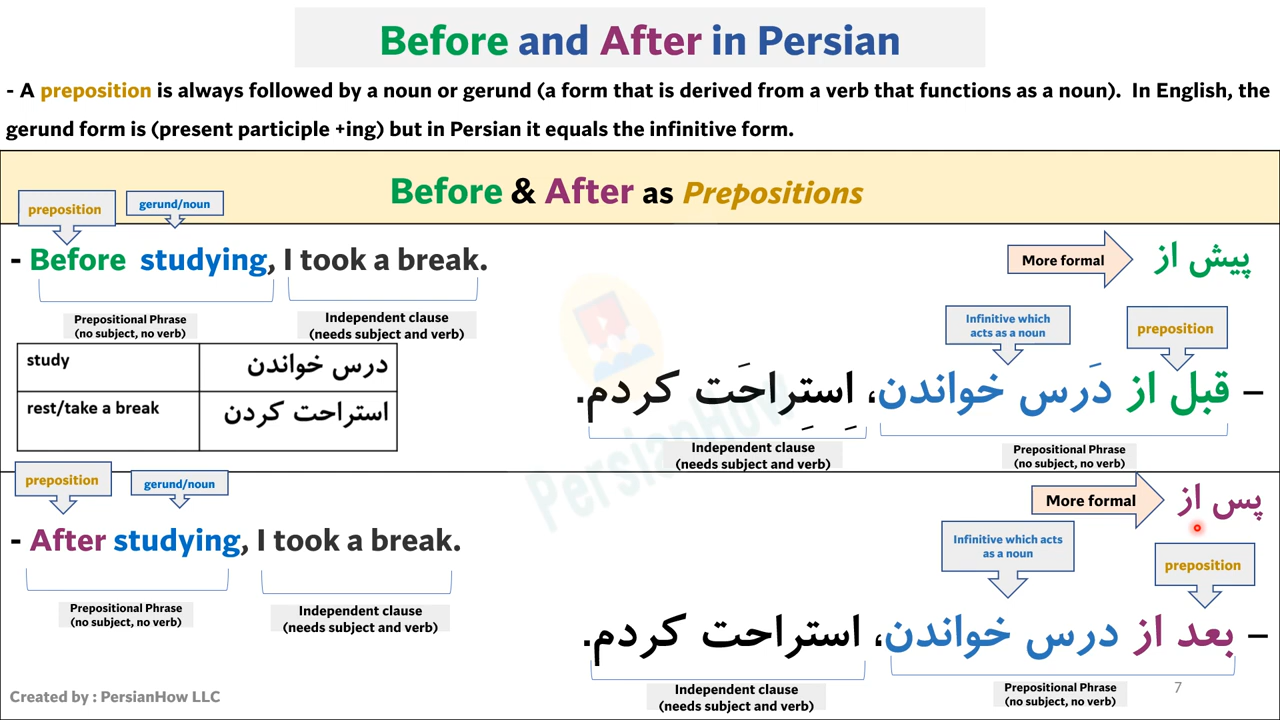 Before and After in Persian
- A preposition is always followed by a noun or gerund (a form that is derived from a verb that functions as a noun). In English, the
gerund form is (present participle +ing) but in Persian it equals the infinitive form.
Before & After as Prepositions
preposition
gerund/noun
- Before studying, I took a break.
Prepositional Phrase
(no subject, no verb)
Independent clause
(needs subject and verb)
More formal
پیش از
Infinitive which
acts as a noun
preposition
– قبل از دَرس خواندن، اِستِراحَت کردم.
Independent clause
(needs subject and verb)
Prepositional Phrase
(no subject, no verb)
study
درس خواندن
rest/take a break
استراحت کردن
PersianHow
preposition
gerund/noun
- After studying, I took a break.
Prepositional Phrase
(no subject, no verb)
Independent clause
(needs subject and verb)
More formal
پس از
Infinitive which acts
as a noun
preposition
– بعد از درس خواندن، استراحت کردم.
Independent clause
(needs subject and verb)
Prepositional Phrase
(no subject, no verb)
Created by : PersianHow LLC
7